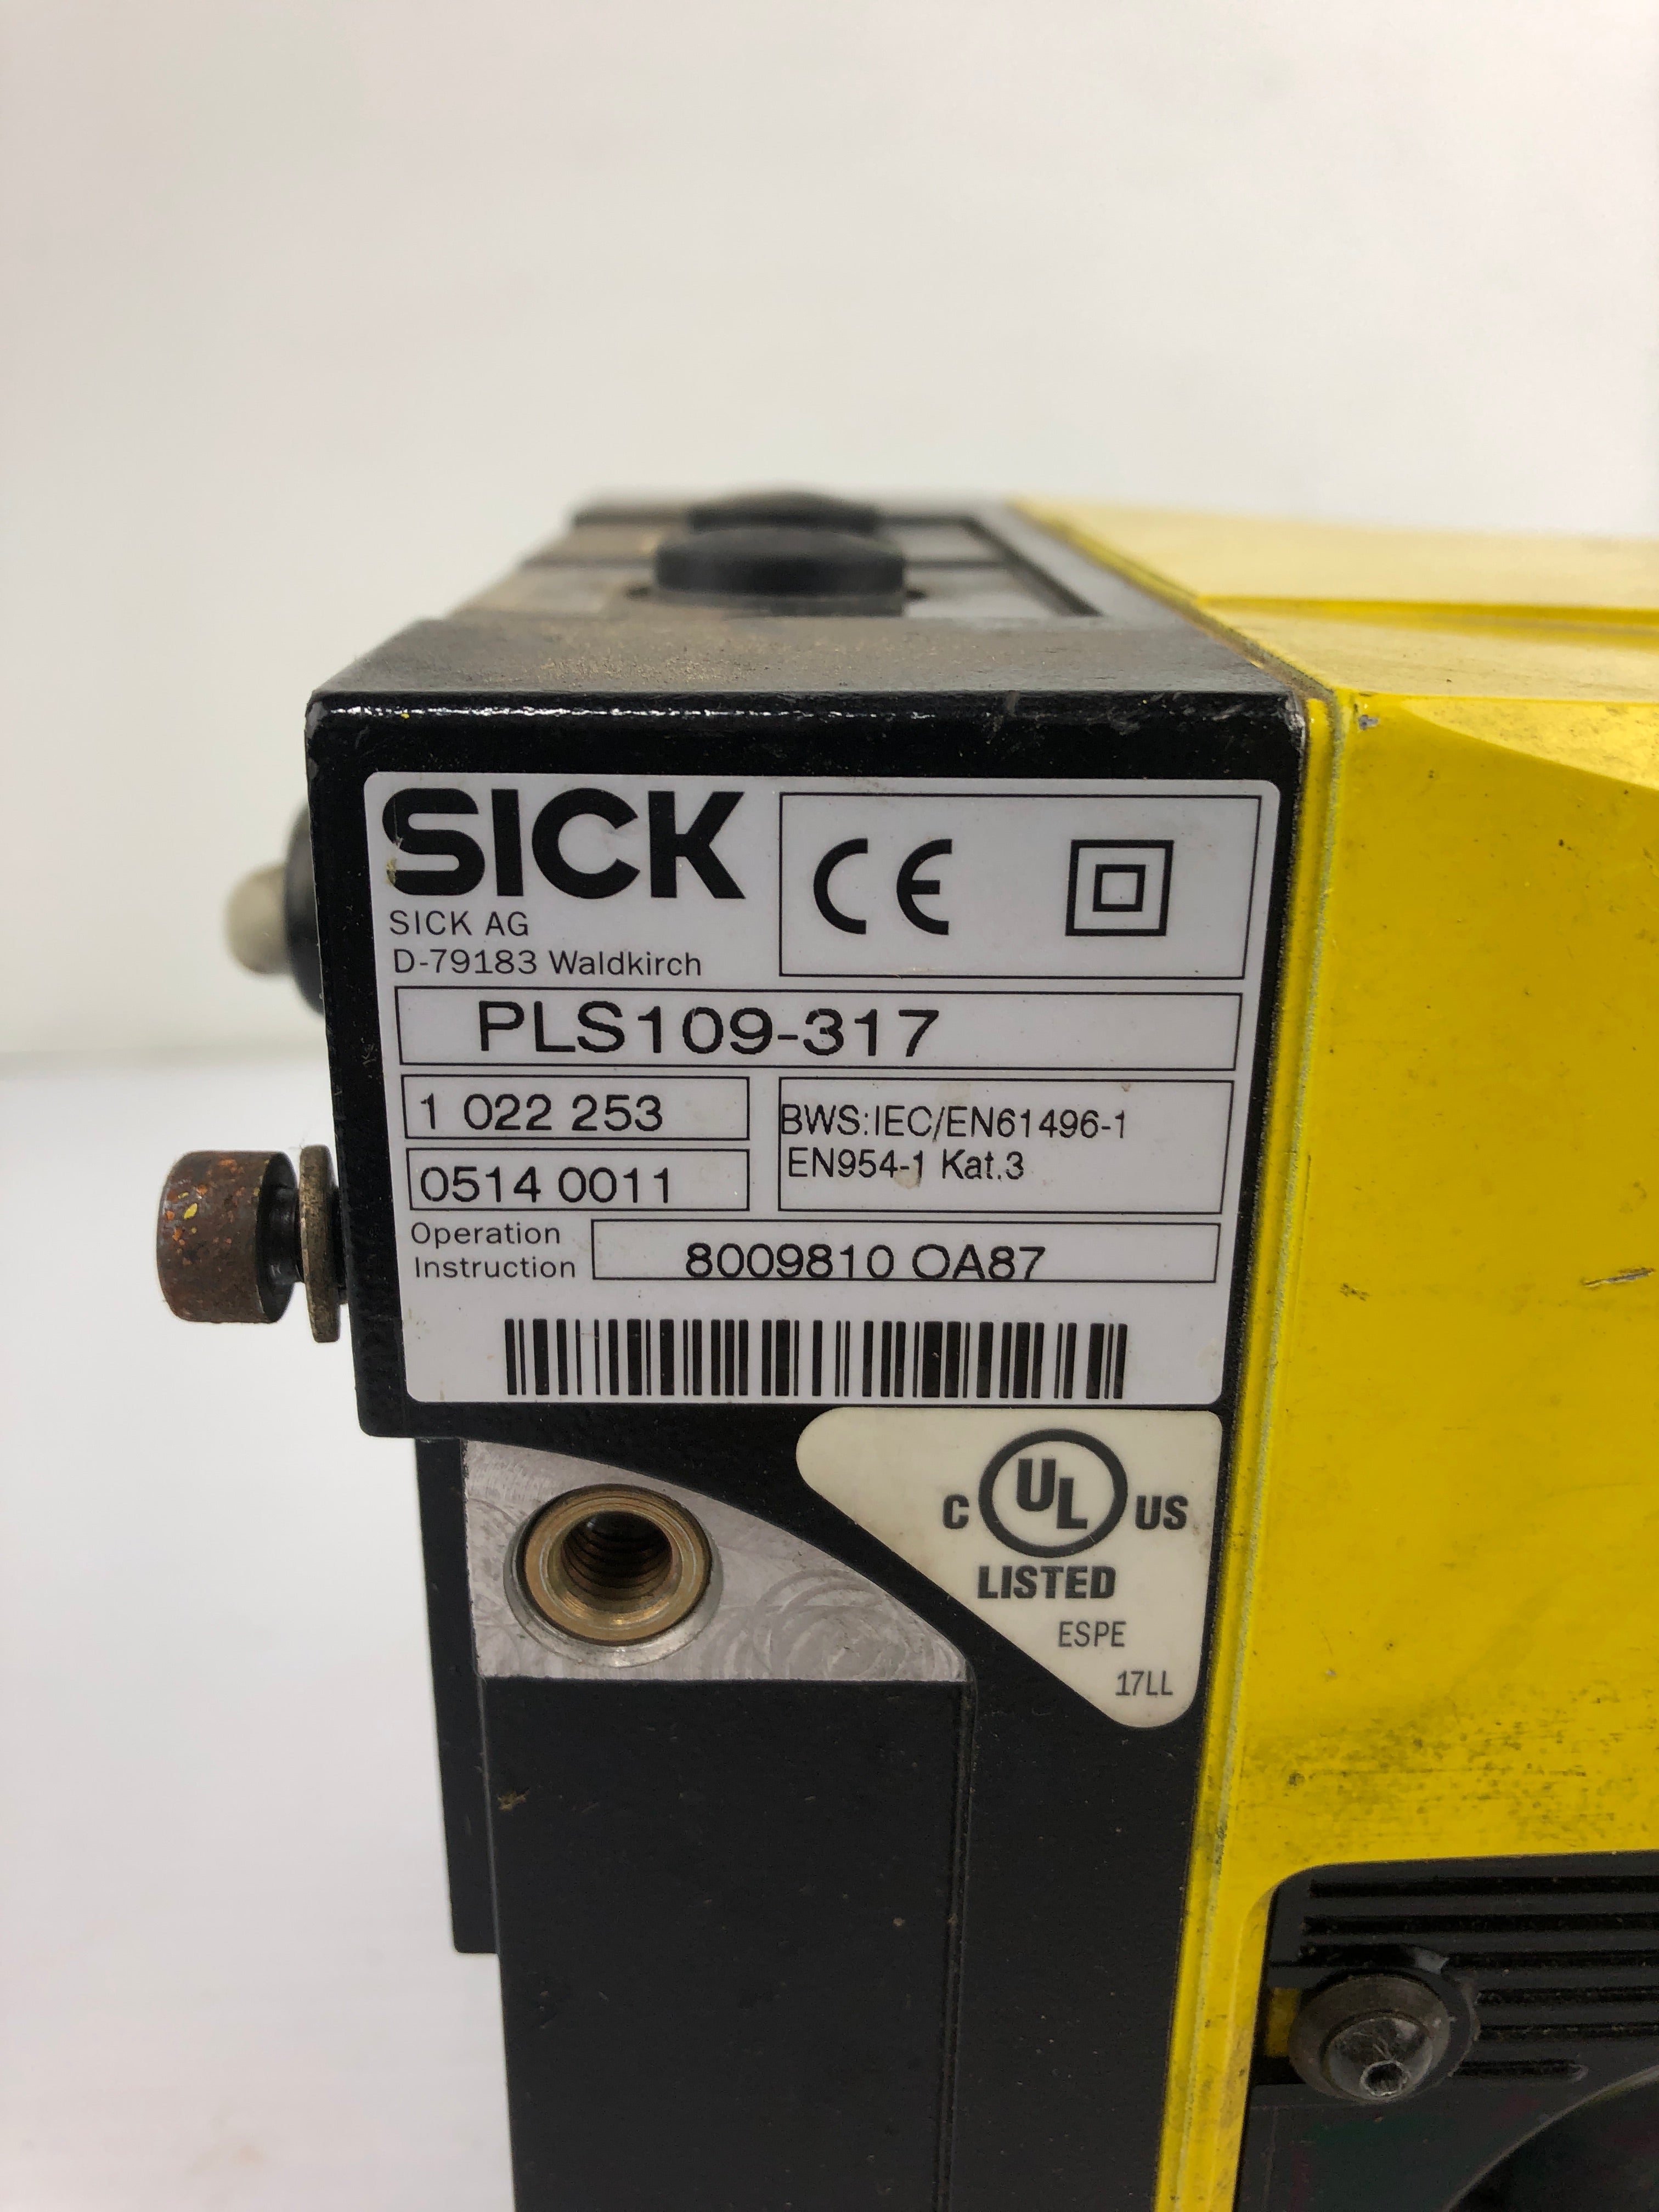 SICK
SICK AG
D-79183 Waldkirch
CE
PLS109-317
1 022 253
0514 0011
BWS:IEC/EN61496-1
EN954-1 Kat.3
Operation
Instruction
8009810 OA87
C UL US
LISTED
ESPE
17LL